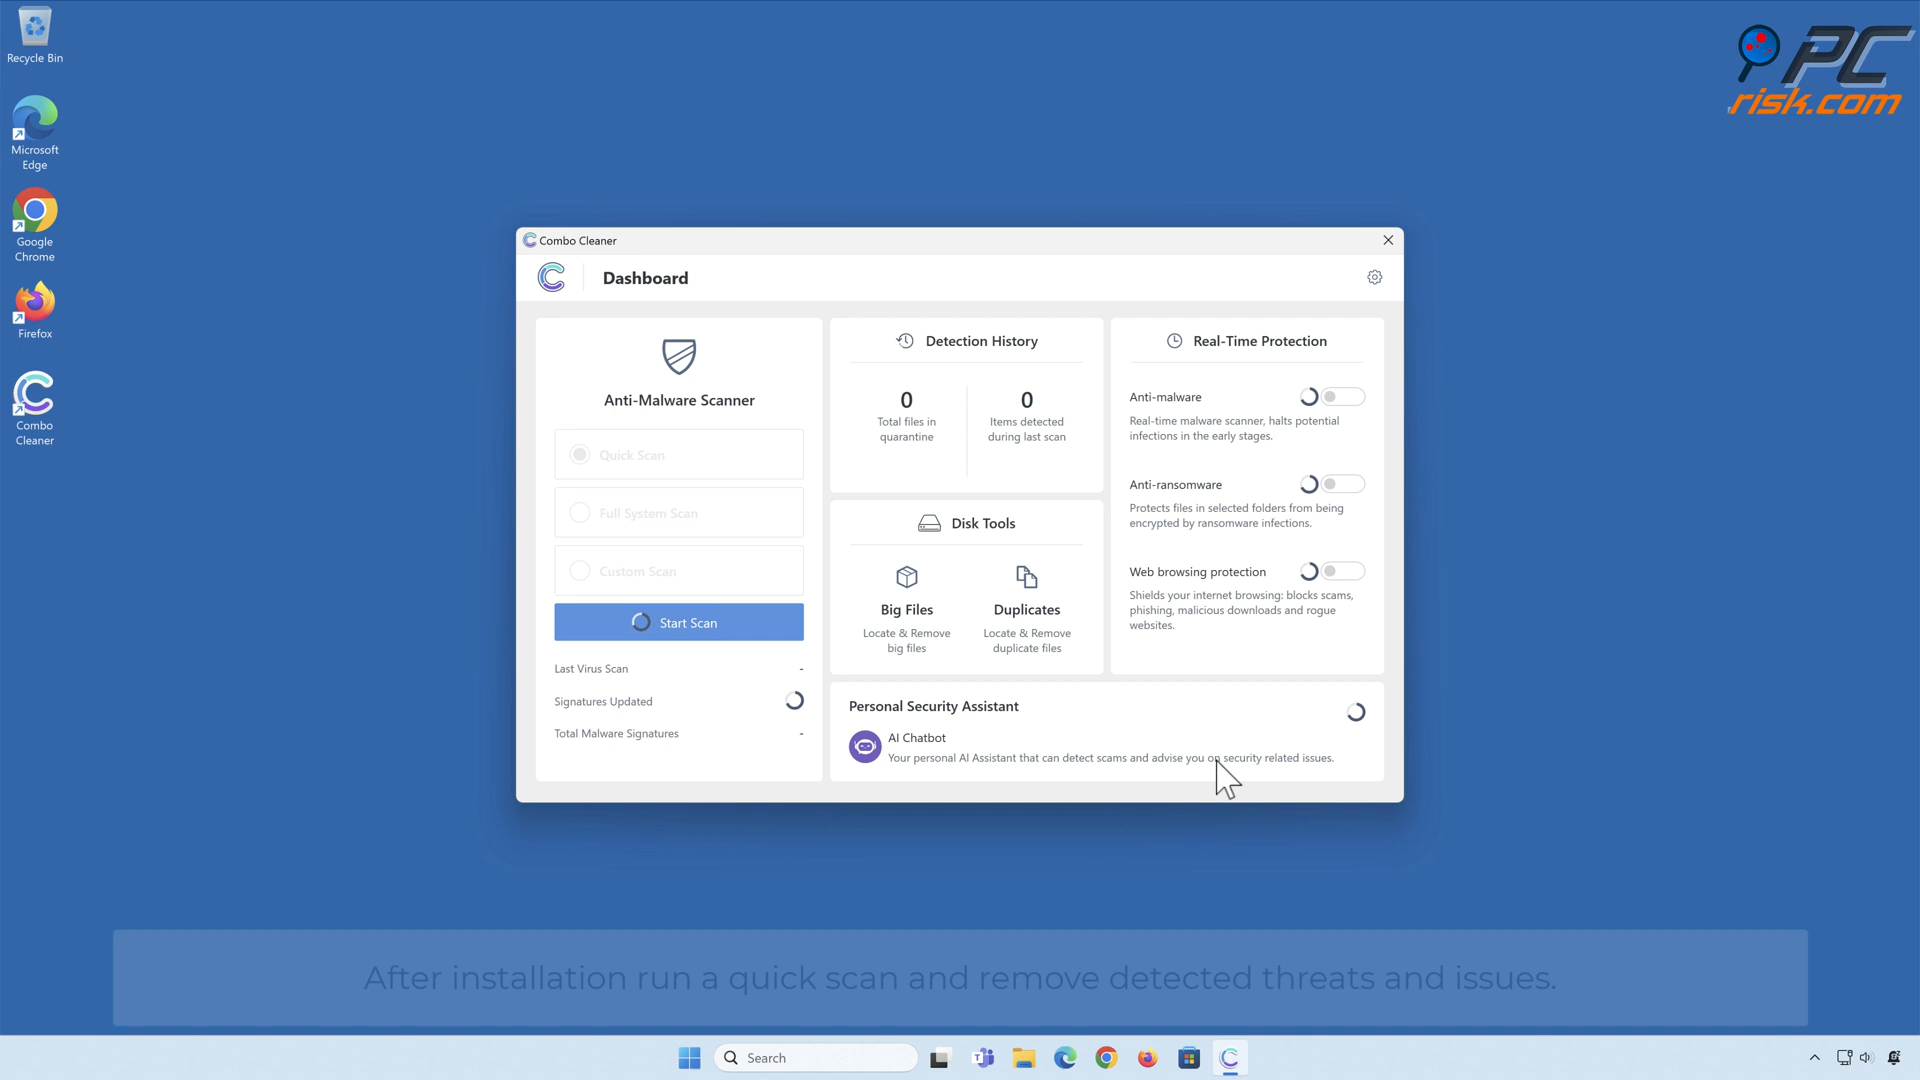 Recycle Bin
Microsoft
Edge
Google
Chrome
Firefox
Combo
Cleaner
PC
risk.com
Combo Cleaner
Dashboard
Anti-Malware Scanner
Quick Scan
Full System Scan
Custom Scan
Start Scan
Last Virus Scan -
Signatures Updated
Total Malware Signatures -
Detection History
0
Total files in
quarantine
0
Items detected
during last scan
Disk Tools
Big Files
Locate & Remove
big files
Duplicates
Locate & Remove
duplicate files
Real-Time Protection
Anti-malware
Real-time malware scanner, halts potential
infections in the early stages.
Anti-ransomware
Protects files in selected folders from being
encrypted by ransomware infections.
Web browsing protection
Shields your internet browsing: blocks scams,
phishing, malicious downloads and rogue
websites.
Personal Security Assistant
AI Chatbot
Your personal AI Assistant that can detect scams and advise you on security related issues.
After installation run a quick scan and remove detected threats and issues.
Search